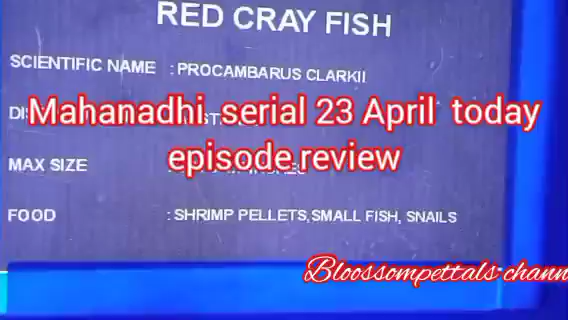 RED CRAY FISH
SCIENTIFIC NAME : PROCAMBARUS CLARKII
Mahanadhi serial 23 April today
episode review
MAX SIZE
FOOD : SHRIMP PELLETS,SMALL FISH, SNAILS
Bloossompettals chann